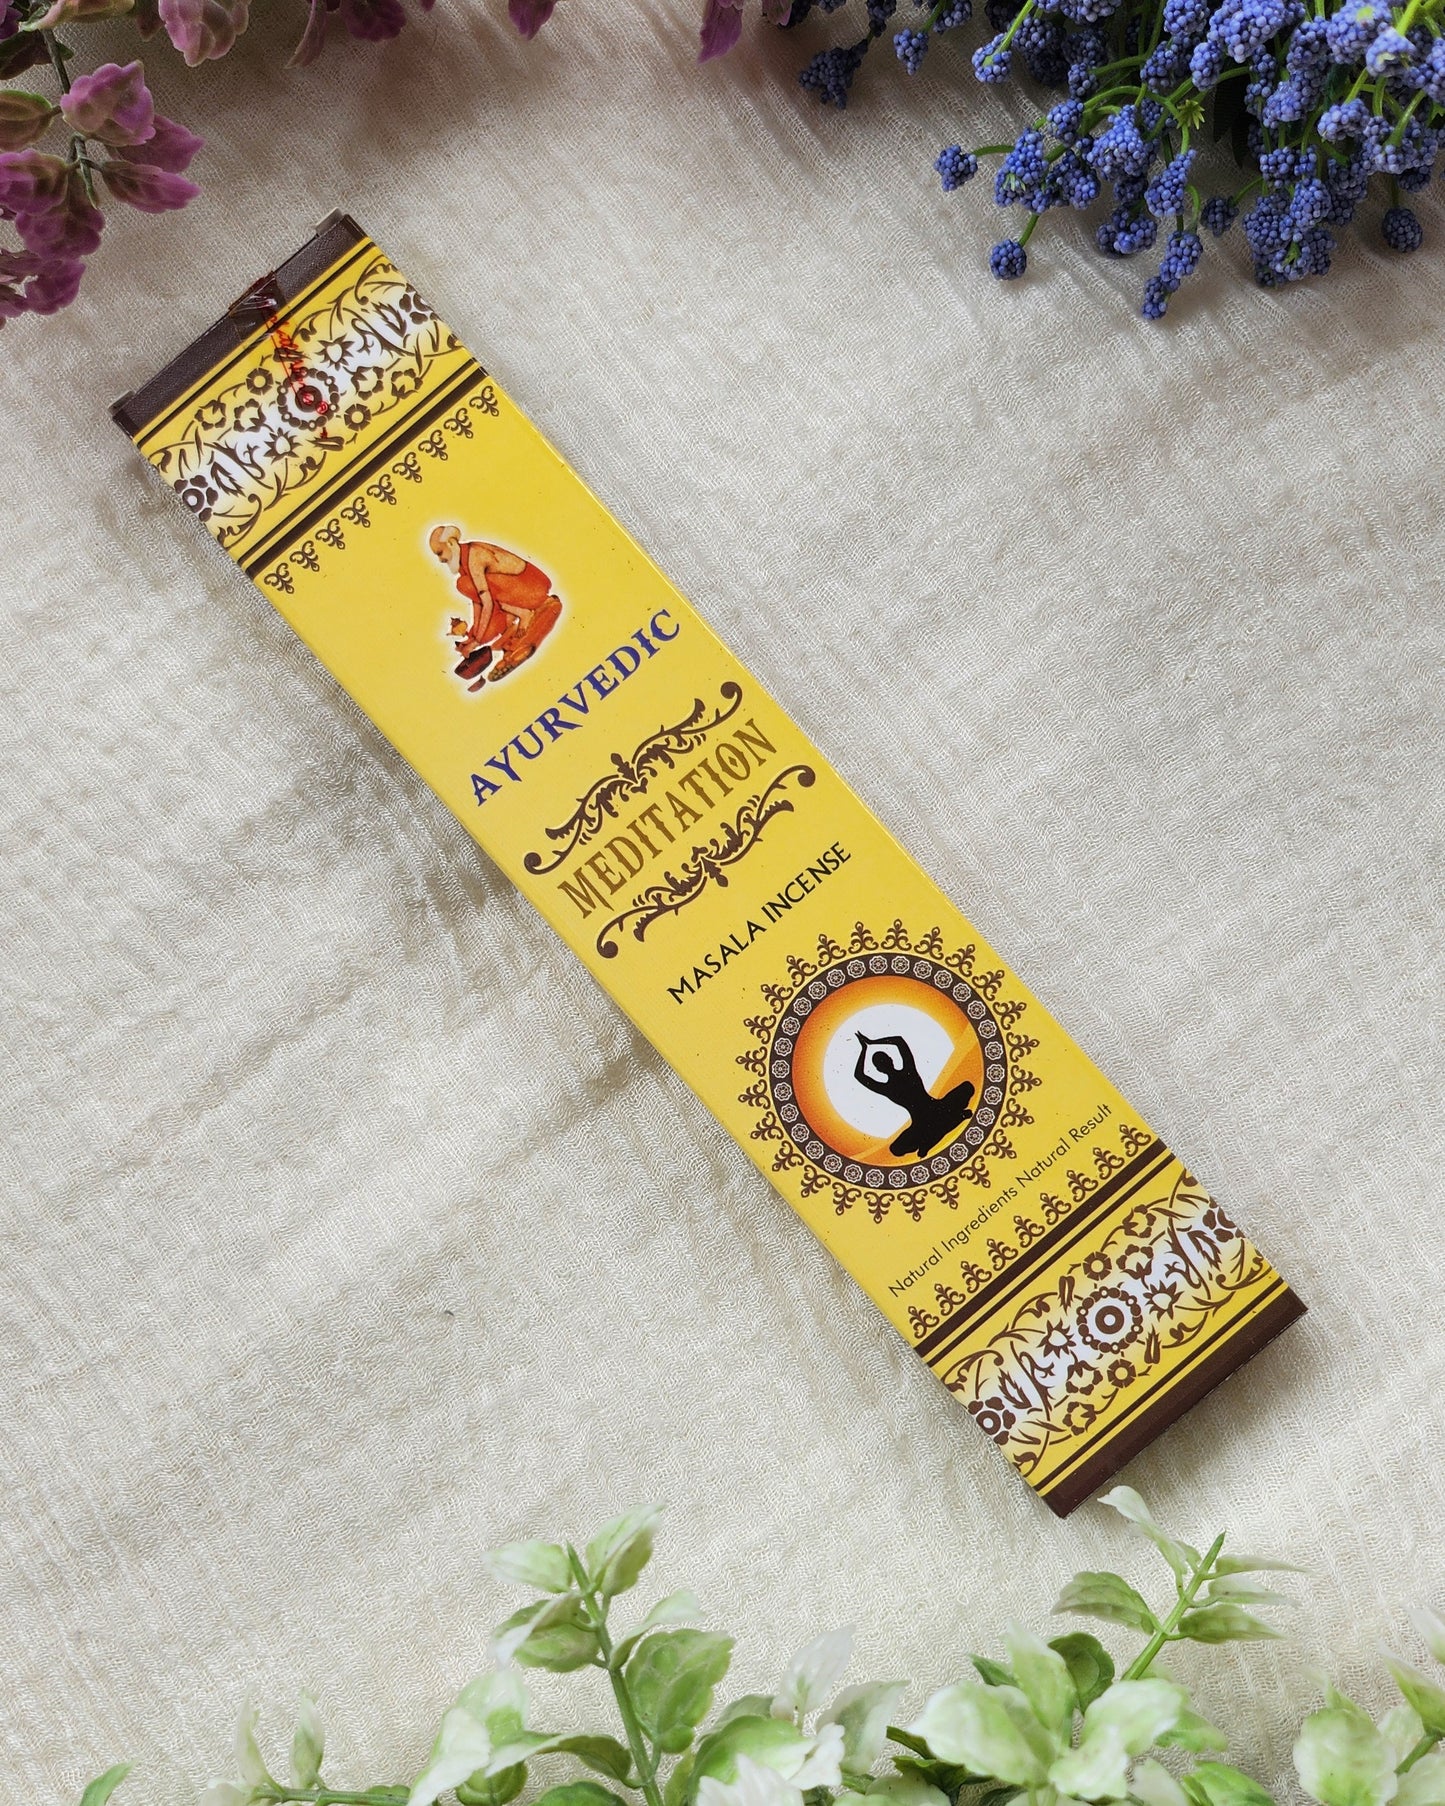 AYURVEDIC
MEDITATION
MASALA INCENSE
Natural Ingredients Natural Result